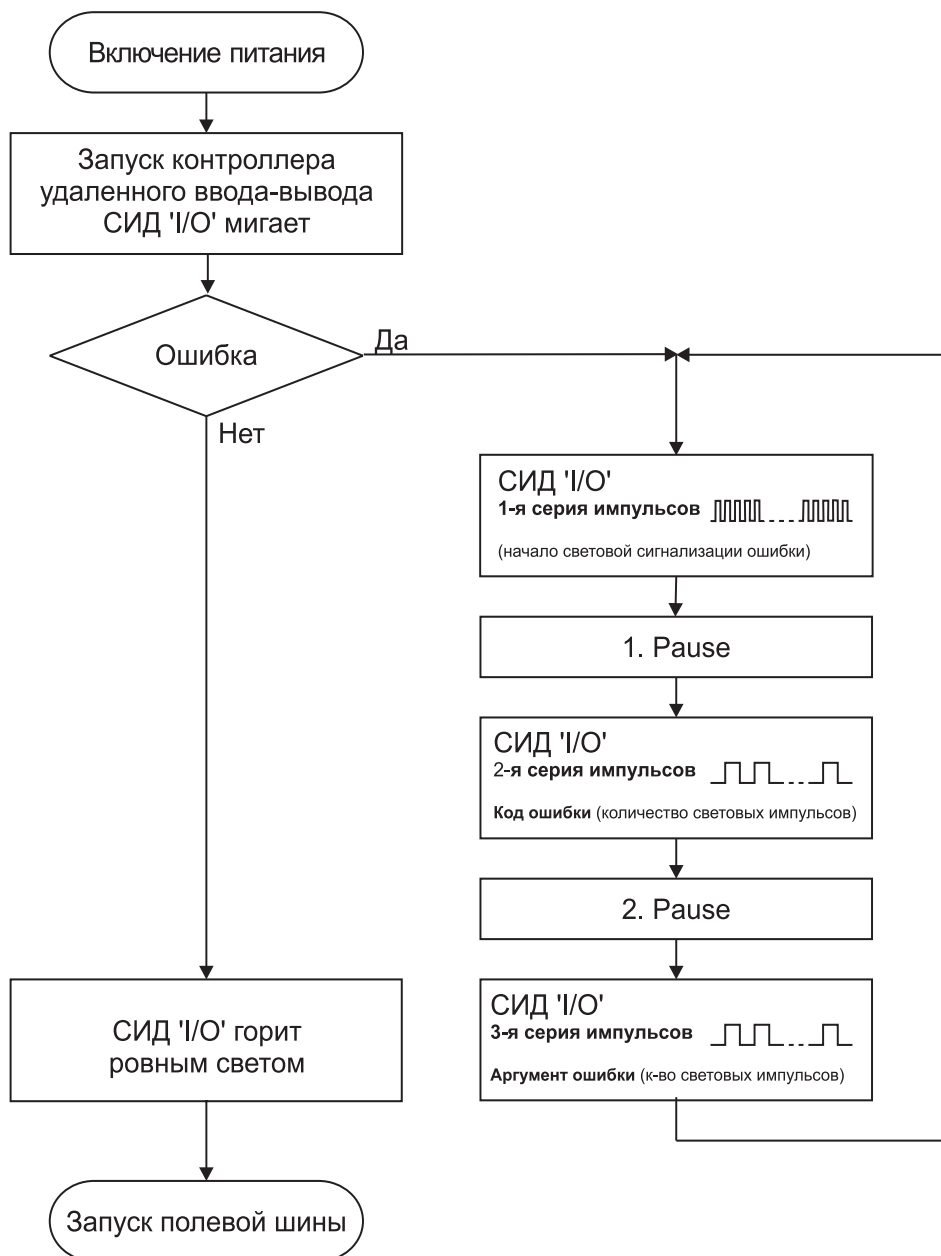 Включение питания
Запуск контроллера
удаленного ввода-вывода
СИД 'I/O' мигает
Ошибка
Да
Нет
СИД 'I/O'
1-я серия импульсов
(начало световой сигнализации ошибки)
1. Pause
СИД 'I/O'
2-я серия импульсов
Код ошибки (количество световых импульсов)
2. Pause
СИД 'I/O'
3-я серия импульсов
Аргумент ошибки (к-во световых импульсов)
СИД 'I/O' горит
ровным светом
Запуск полевой шины